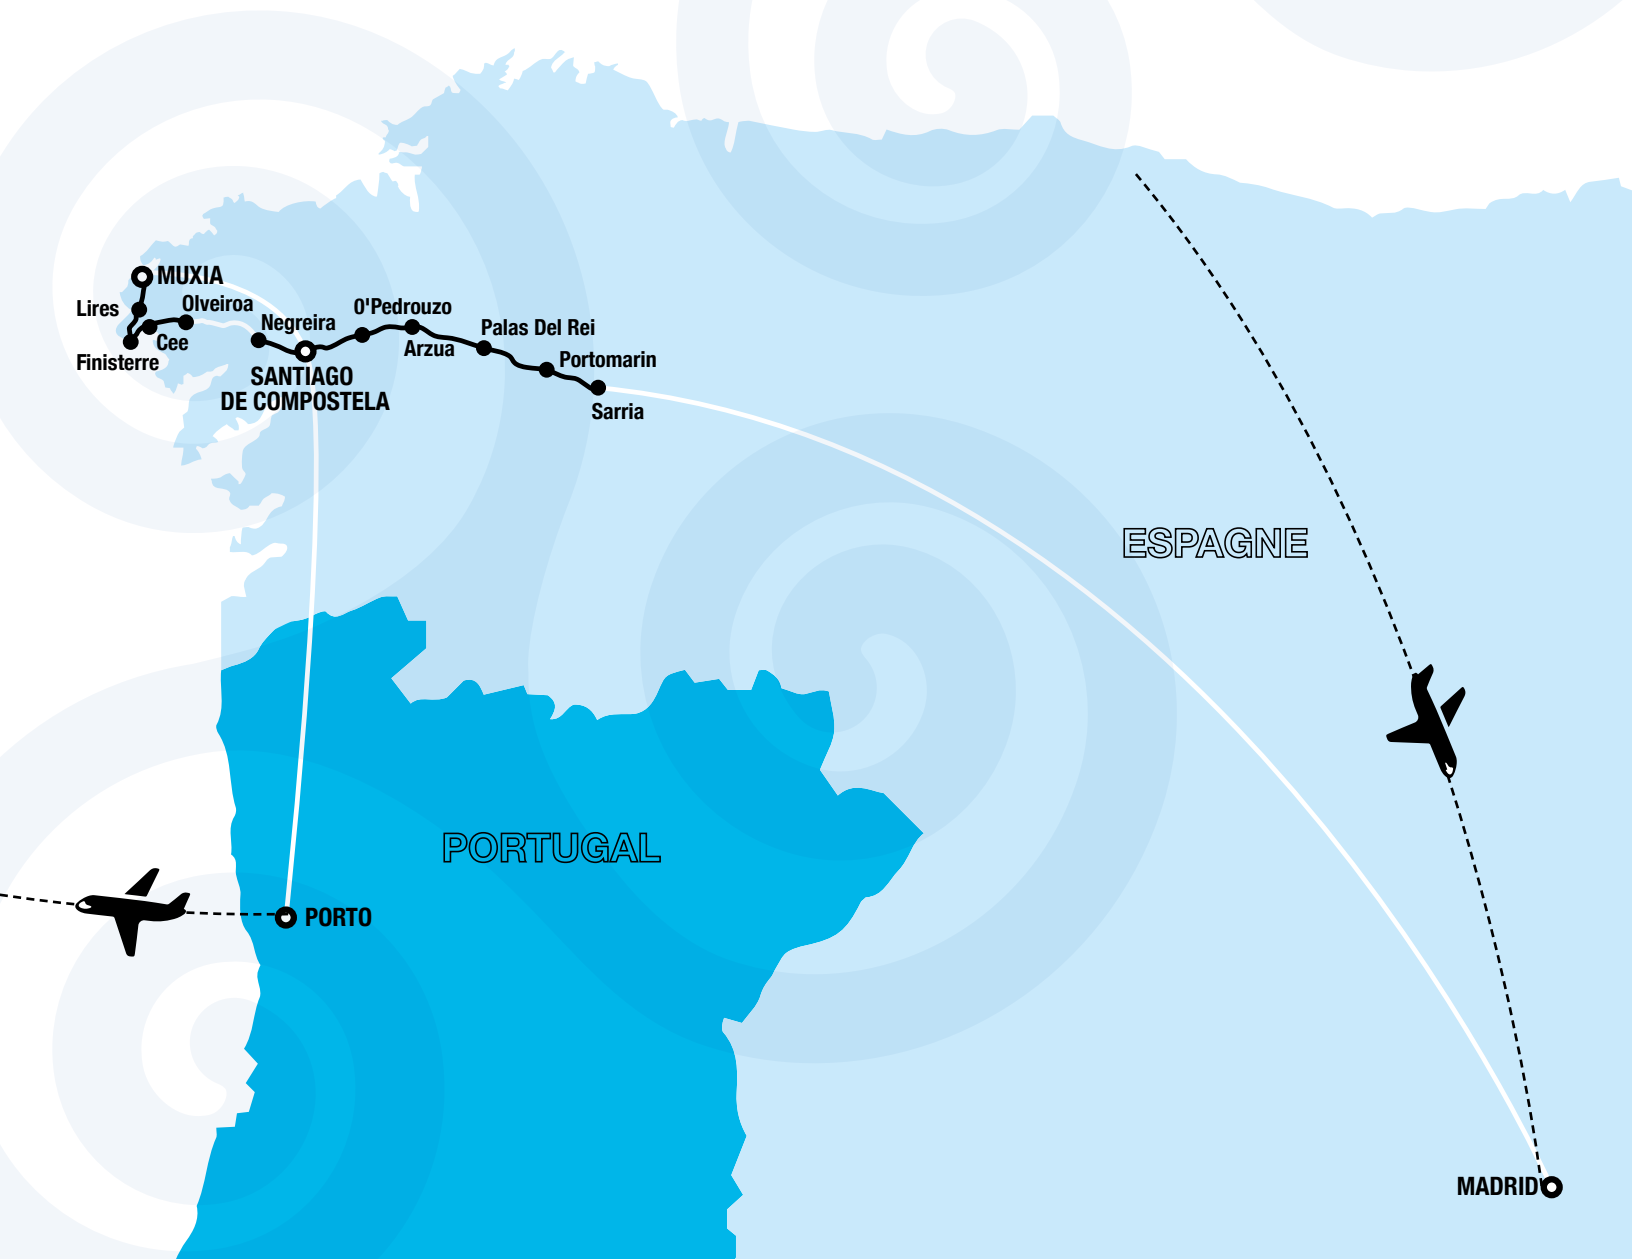 MUXIA
Lires
Olveiroa
O'Pedrouzo
Negreira
Palas Del Rei
Cee
Arzua
Finisterre
Portomarin
SANTIAGO
DE COMPOSTELA
Sarria
ESPAGNE
PORTUGAL
PORTO
MADRID